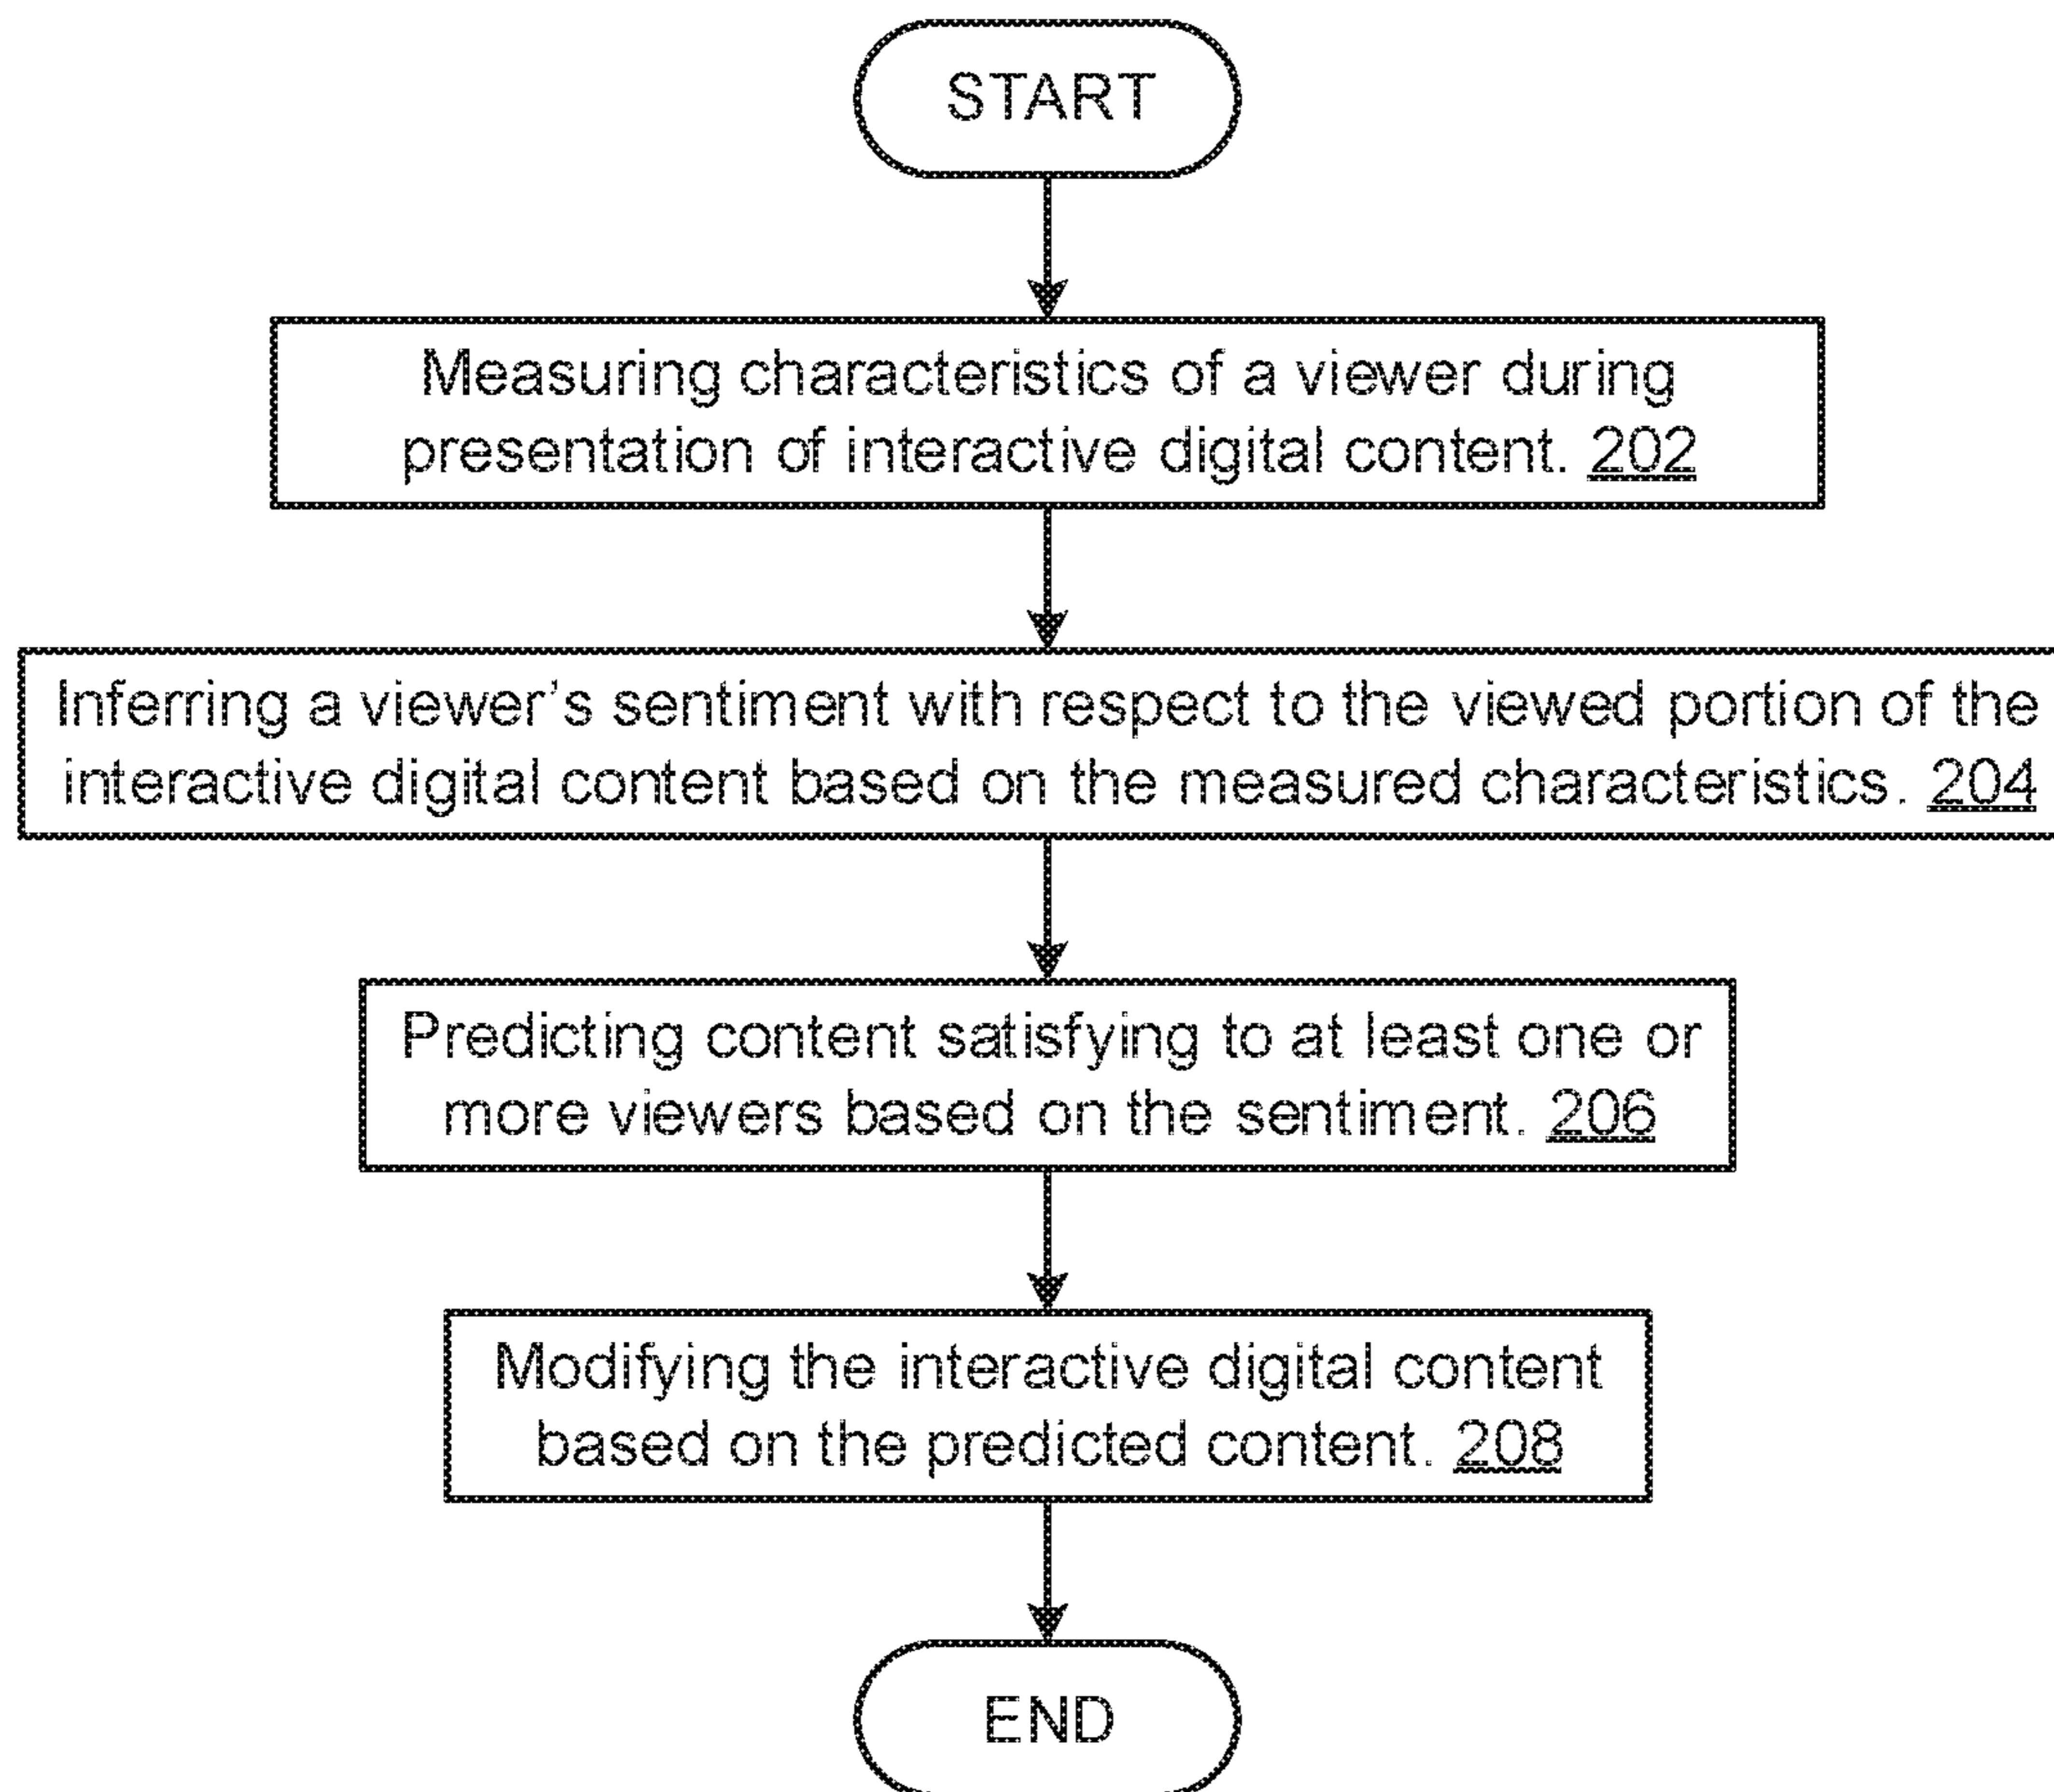 START
Measuring characteristics of a viewer during
presentation of interactive digital content. 202
Inferring a viewer's sentiment with respect to the viewed portion of the
interactive digital content based on the measured characteristics. 204
Predicting content satisfying to at least one or
more viewers based on the sentiment. 206
Modifying the interactive digital content
based on the predicted content. 208
END